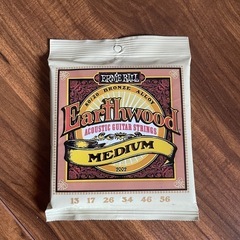 ERNIE BALL
80/20 BRONZE ALLOY
Earthwood
ACOUSTIC GUITAR STRINGS
MEDIUM
2002
13 17 26 34 46 56